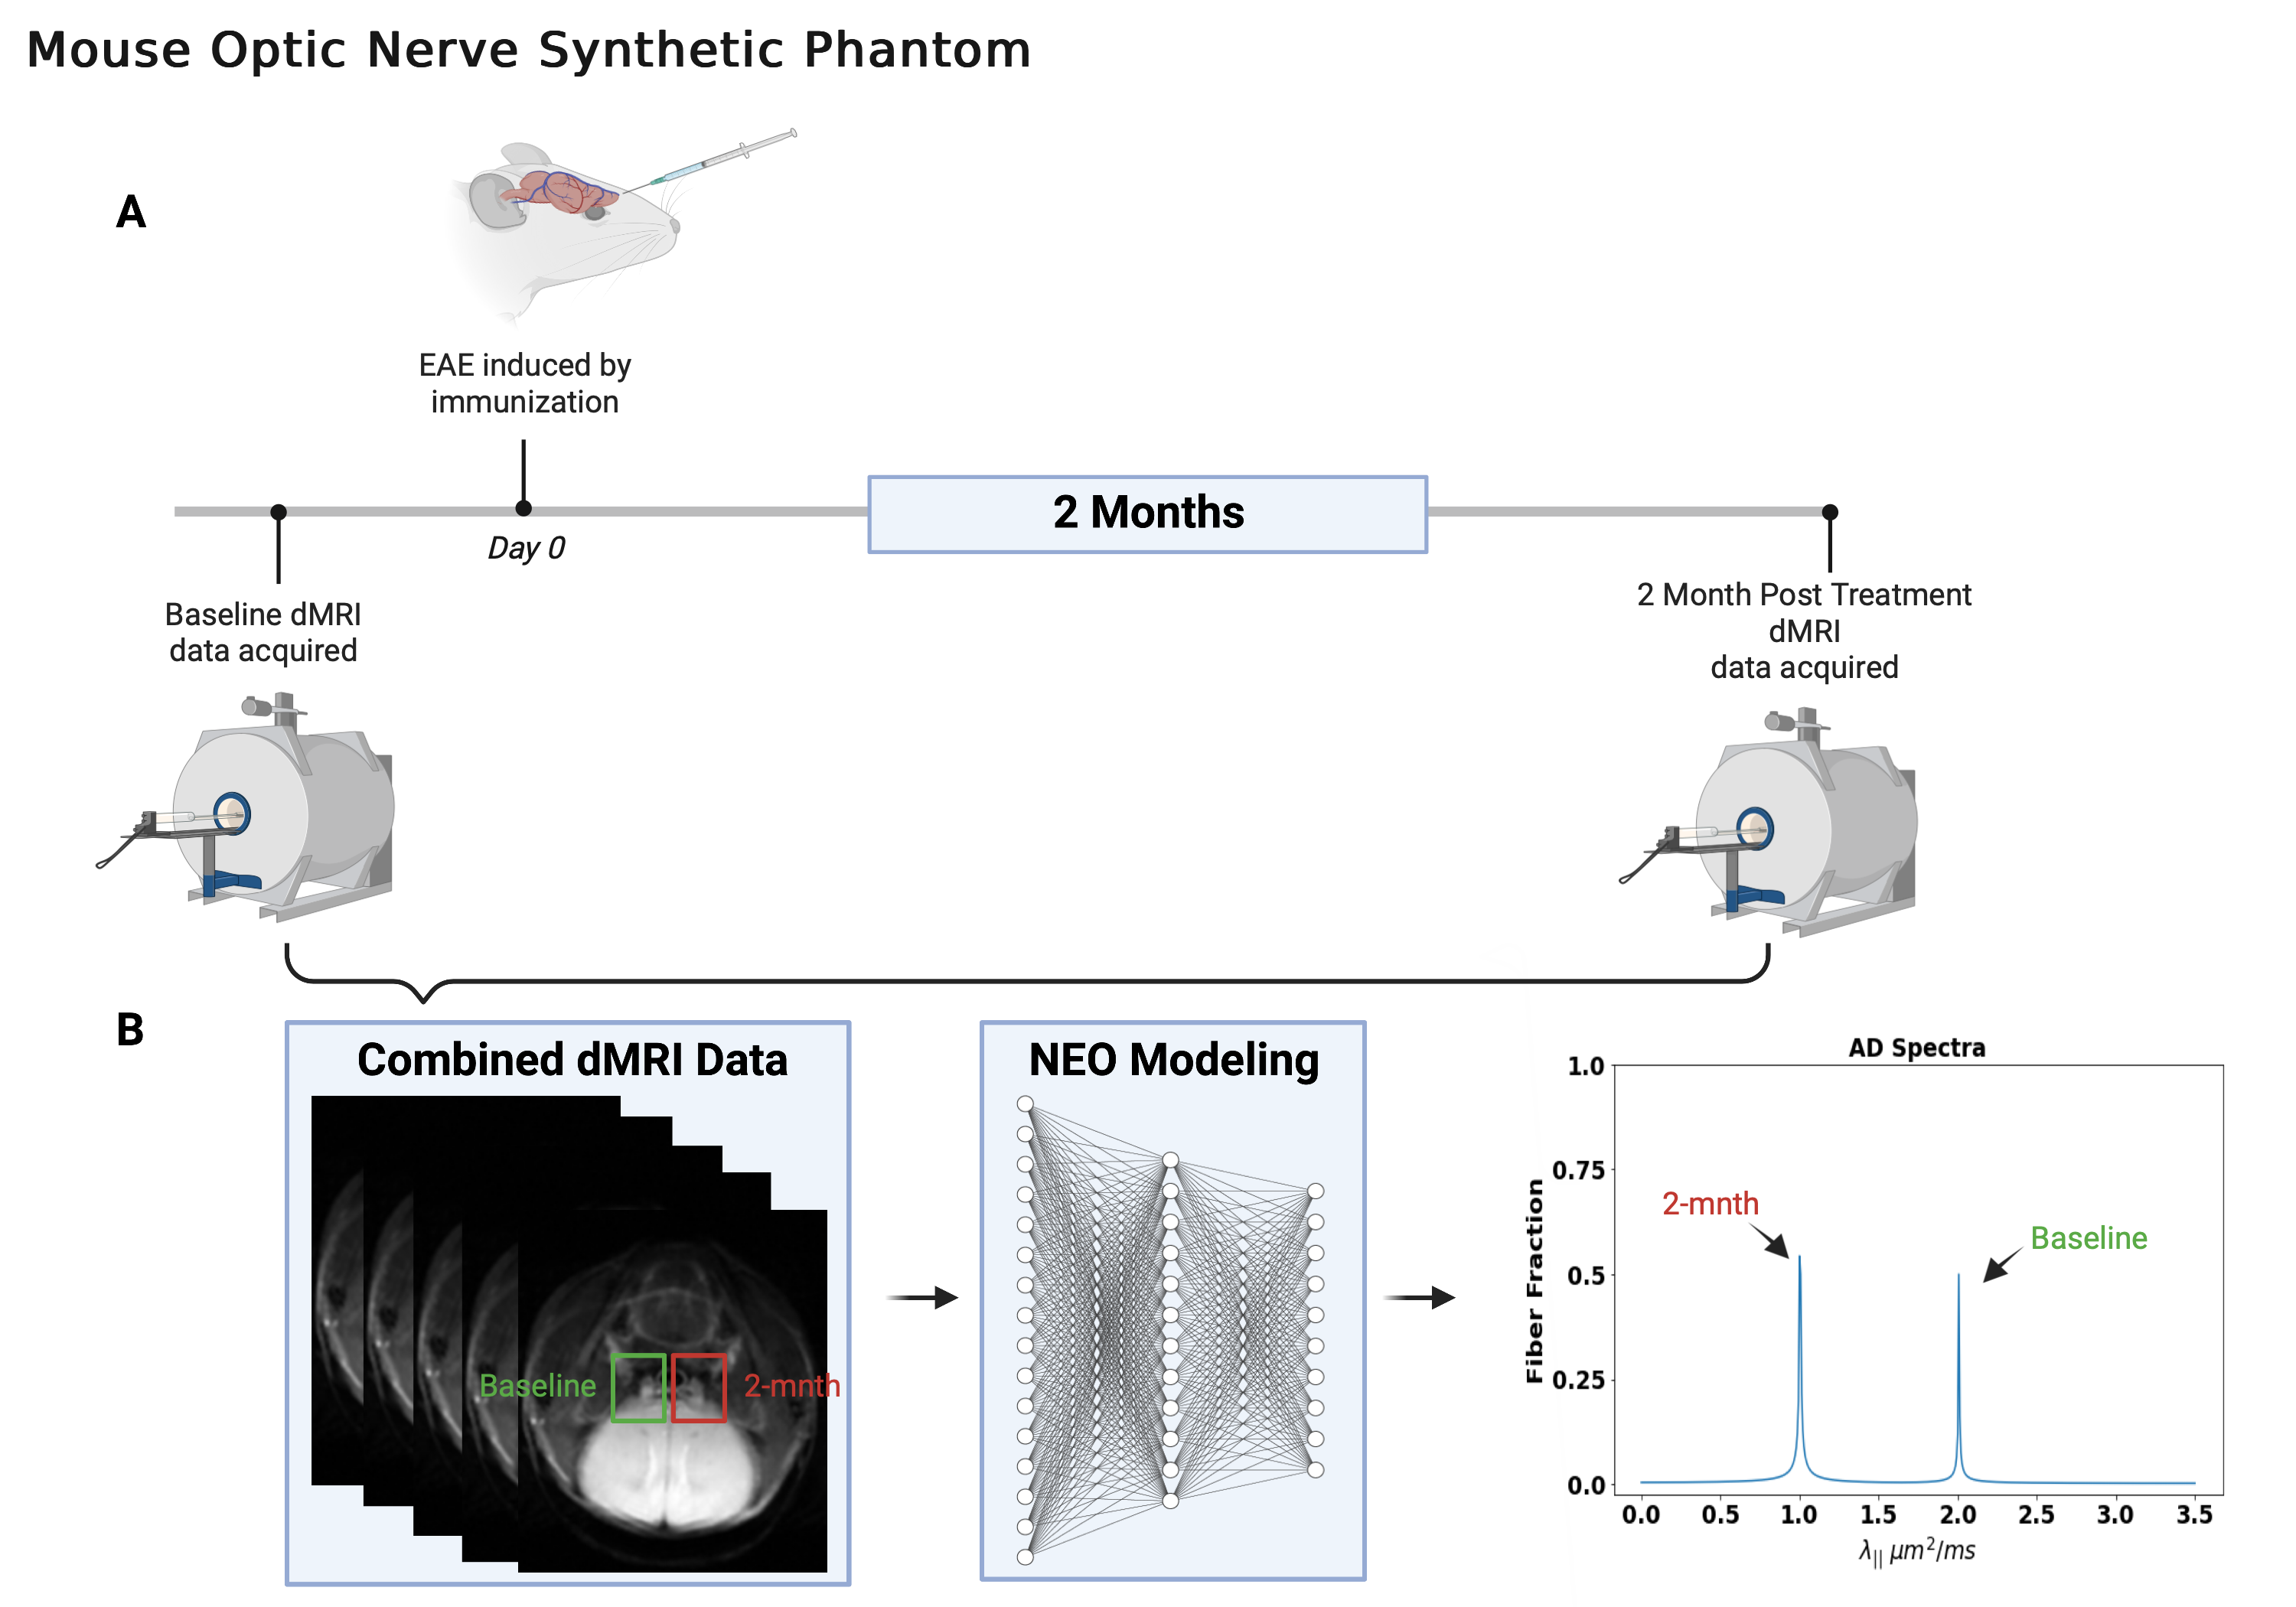 Mouse Optic Nerve Synthetic Phantom
A
EAE induced by
immunization
2 Months
Day 0
Baseline dMRI
data acquired
2 Month Post Treatment
dMRI
data acquired
B
Combined dMRI Data
Baseline
2-mnth
NEO Modeling
AD Spectra
Fiber Fraction
1.0
0.75
0.5
0.25
0.0
2-mnth
Baseline
0.0 0.5 1.0 1.5 2.0 2.5 3.0 3.5
λ|| μm²/ms